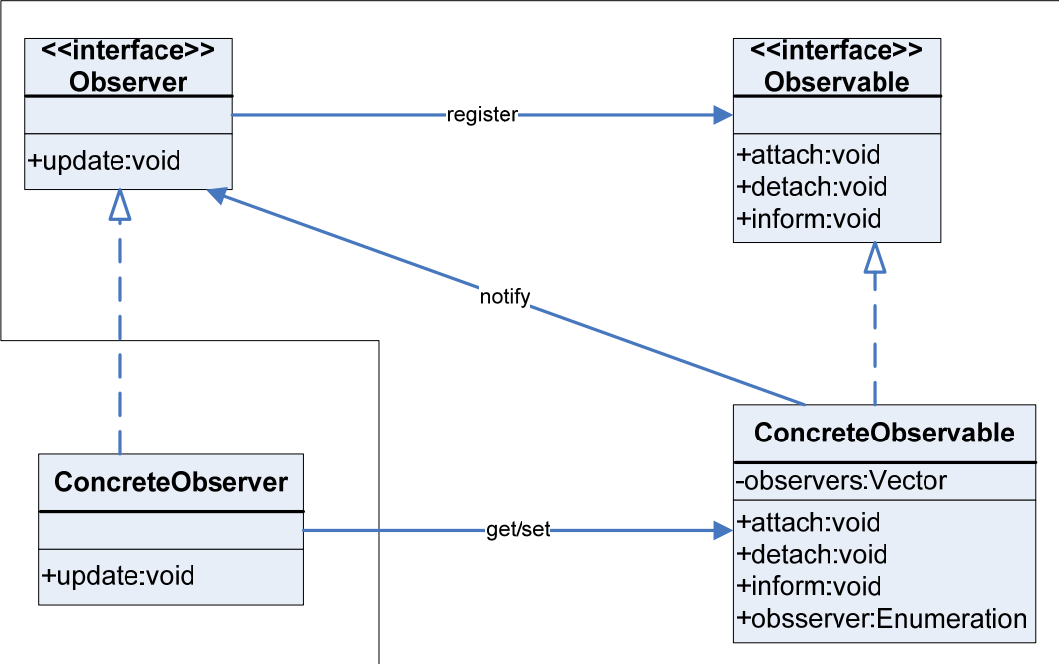 <<interface>>
Observer
+update:void
register
<<interface>>
Observable
+attach:void
+detach:void
+inform:void
notify
ConcreteObserver
+update:void
get/set
ConcreteObservable
-observers:Vector
+attach:void
+detach:void
+inform:void
+obsserver:Enumeration